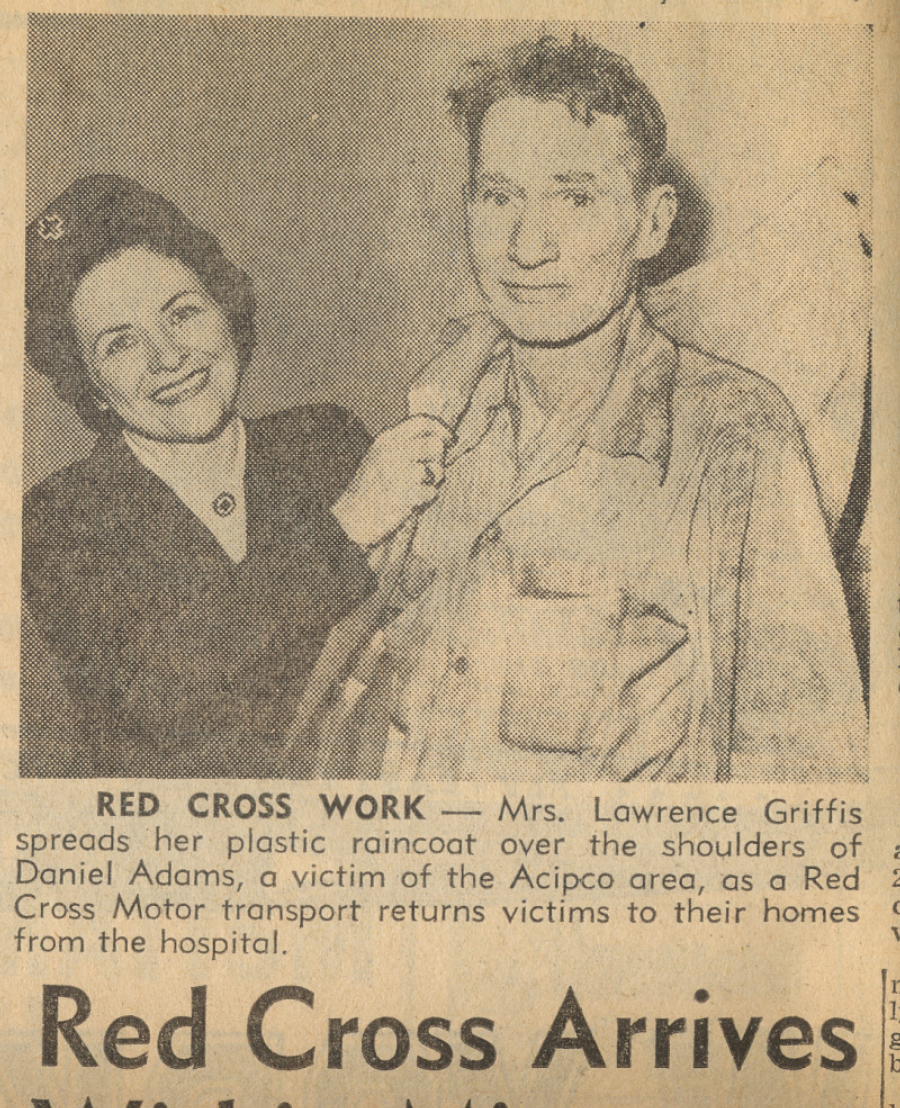 RED CROSS WORK — Mrs. Lawrence Griffis
spreads her plastic raincoat over the shoulders of
Daniel Adams, a victim of the Acipco area, as a Red
Cross Motor transport returns victims to their homes
from the hospital.
Red Cross Arrives